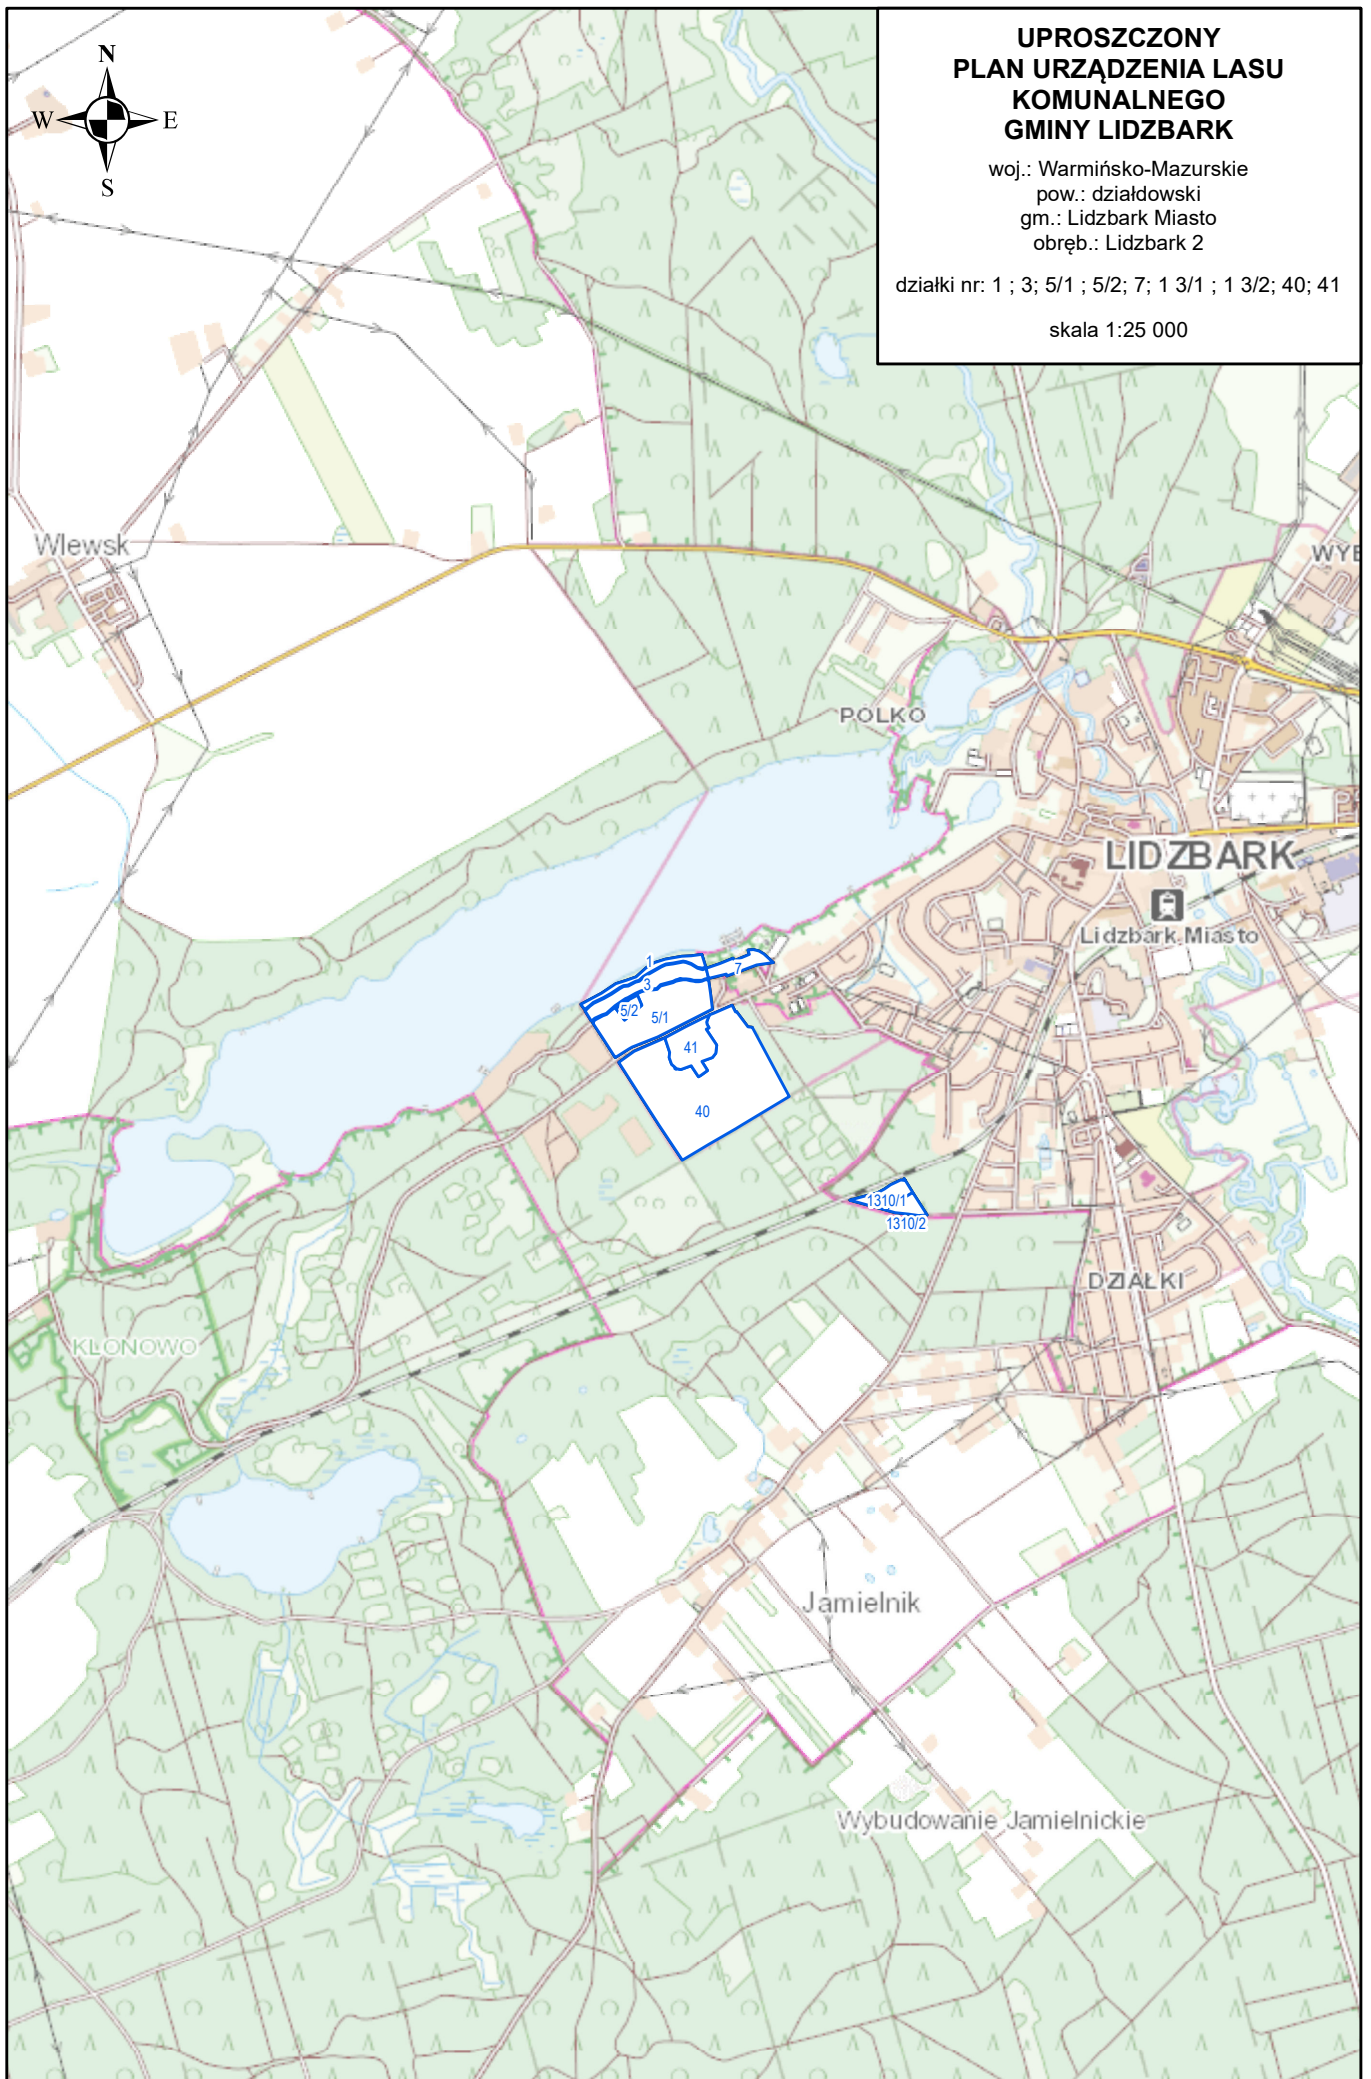 N
W E
S
UPROSZCZONY
PLAN URZĄDZENIA LASU
KOMUNALNEGO
GMINY LIDZBARK
woj.: Warmińsko-Mazurskie
pow.: działdowski
gm.: Lidzbark Miasto
obręb.: Lidzbark 2
działki nr: 1 ; 3; 5/1 ; 5/2; 7; 1 3/1 ; 1 3/2; 40; 41
skala 1:25 000
Wlewsk
WYB
PÓLKO
LIDZBARK
Lidzbark Miasto
1
7
3
5/2
5/1
41
40
1310/1
1310/2
DZIAŁKI
KLONOWO
Jamielnik
Wybudowanie Jamielnickie